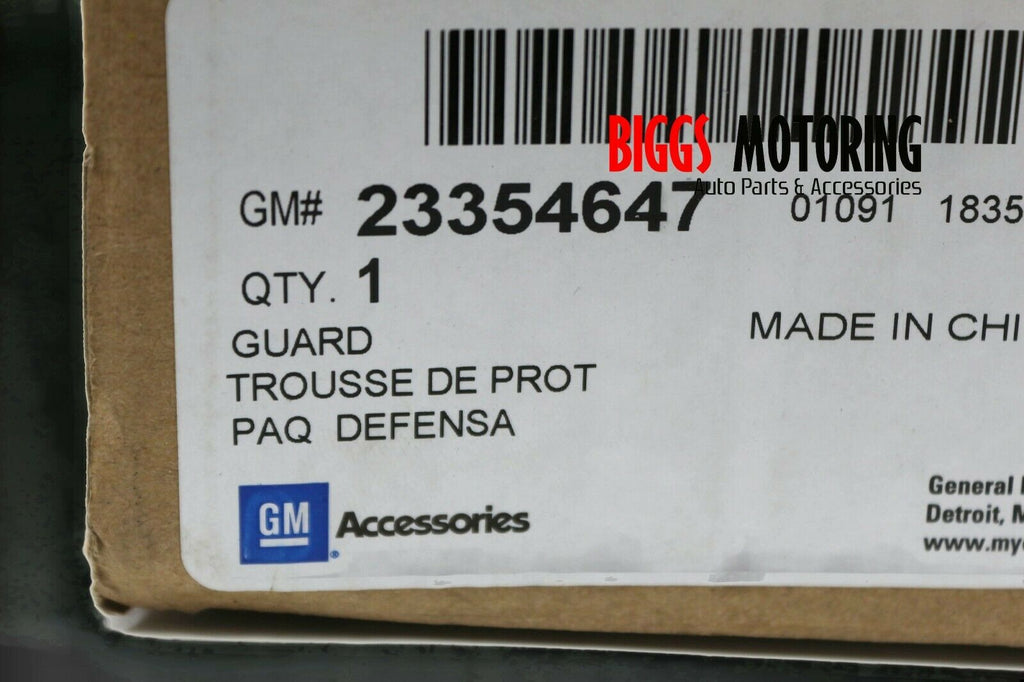 BIGGS MOTORING
Auto Parts & Accessories
GM# 23354647 01091 1835
QTY. 1
GUARD
MADE IN CHI
TROUSSE DE PROT
PAQ DEFENSA
GM Accessories
General
Detroit, M
www.my